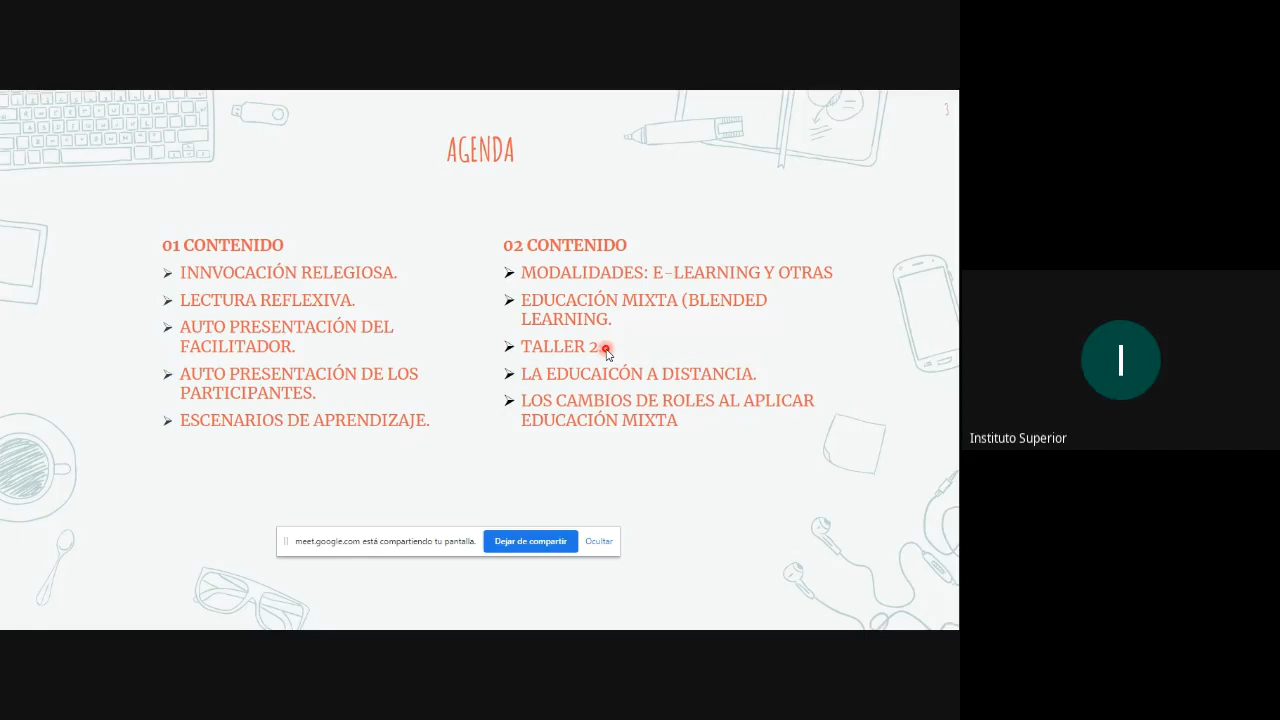 3
AGENDA
01 CONTENIDO
INNVOCACIÓN RELEGIOSA.
LECTURA REFLEXIVA.
AUTO PRESENTACIÓN DEL
FACILITADOR.
AUTO PRESENTACIÓN DE LOS
PARTICIPANTES.
ESCENARIOS DE APRENDIZAJE.
02 CONTENIDO
MODALIDADES: E-LEARNING Y OTRAS
EDUCACIÓN MIXTA (BLENDED
LEARNING.
TALLER 2
LA EDUCAICÓN A DISTANCIA.
LOS CAMBIOS DE ROLES AL APLICAR
EDUCACIÓN MIXTA
meet.google.com está compartiendo tu pantalla.
Dejar de compartir
Ocultar
I
Instituto Superior